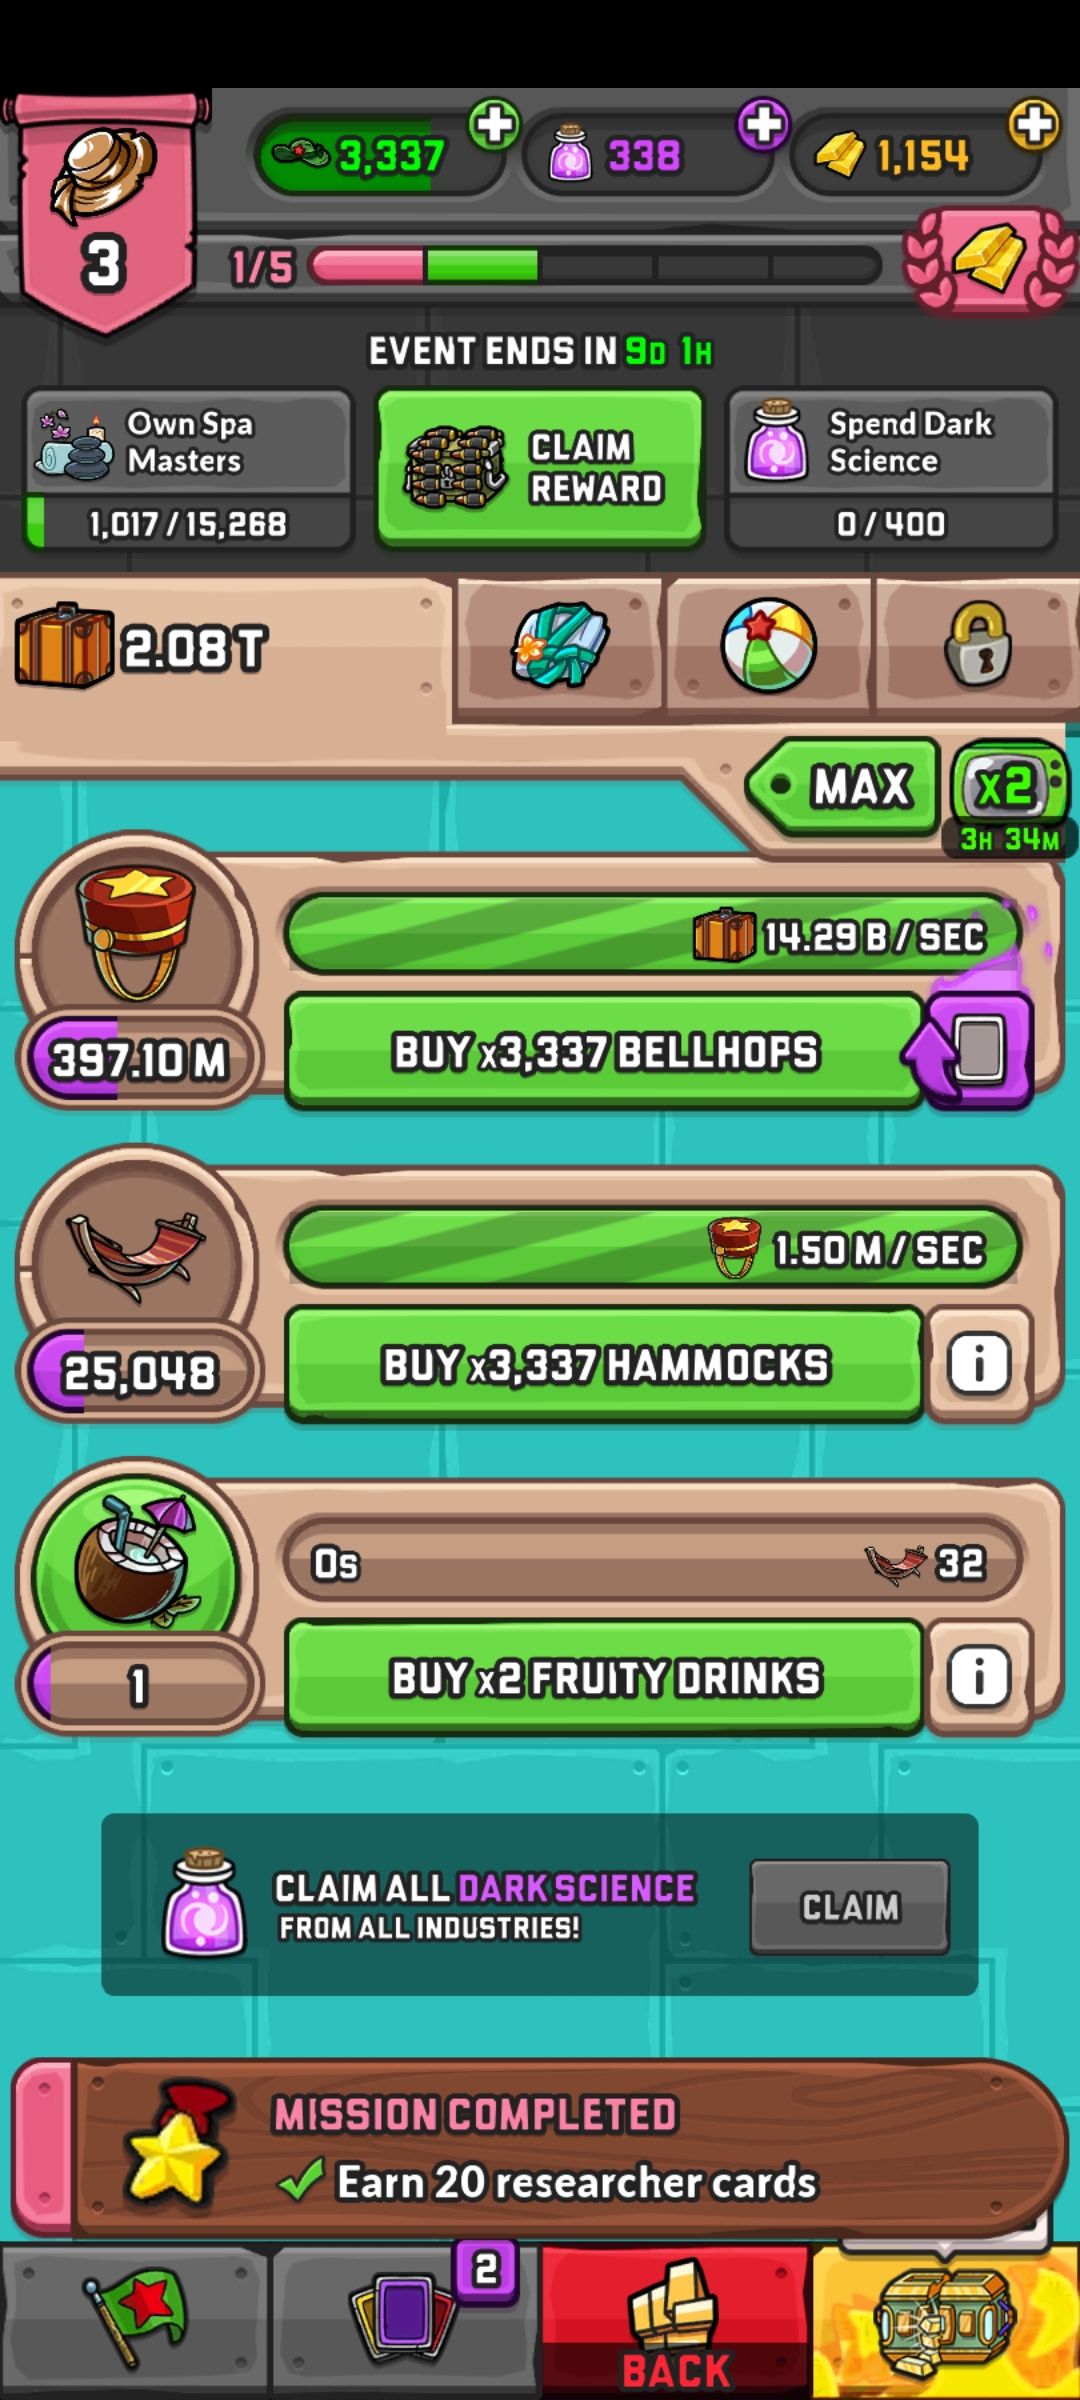 3,337
338
1,154
3
1/5
EVENT ENDS IN 9D 1H
Own Spa
Masters
1,017/15,268
CLAIM
REWARD
Spend Dark
Science
0/400
2.08 T
MAX
x2
3H 34M
14.29 B / SEC
397.10 M
BUY x3,337 BELLHOPS
1.50 M / SEC
25,048
BUY x3,337 HAMMOCKS
0s
32
1
BUY x2 FRUITY DRINKS
CLAIM ALL DARK SCIENCE
FROM ALL INDUSTRIES!
CLAIM
MISSION COMPLETED
Earn 20 researcher cards
2
BACK